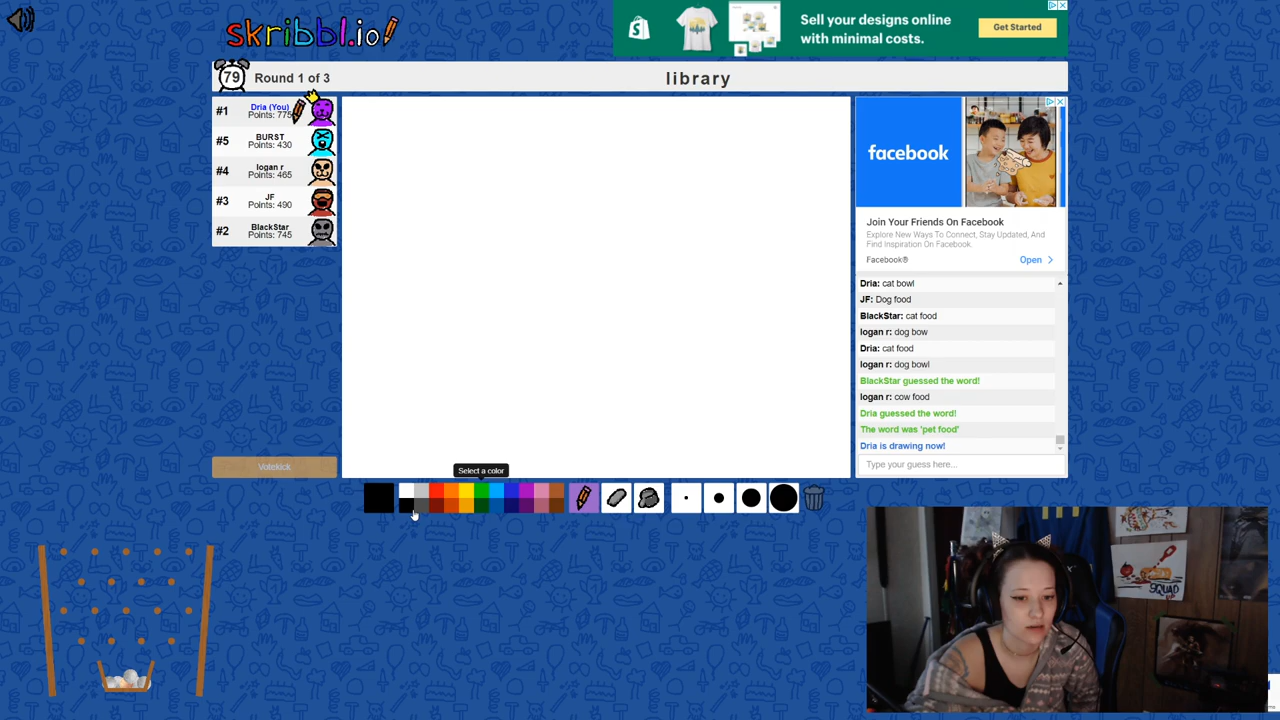 skribbl.io
Sell your designs online
with minimal costs.
Get Started
79
Round 1 of 3
library
#1
Dria (You)
Points: 775
#5
BURST
Points: 430
#4
logan r
Points: 465
#3
JF
Points: 490
#2
BlackStar
Points: 745
Votekick
facebook
Join Your Friends On Facebook
Explore New Ways To Connect, Stay Updated, And
Find Inspiration On Facebook.
Facebook®
Open
Dria: cat bowl
JF: Dog food
BlackStar: cat food
logan r: dog bow
Dria: cat food
logan r: dog bowl
BlackStar guessed the word!
logan r: cow food
Dria guessed the word!
The word was 'pet food'
Dria is drawing now!
Type your guess here...
Select a color
SQUAD